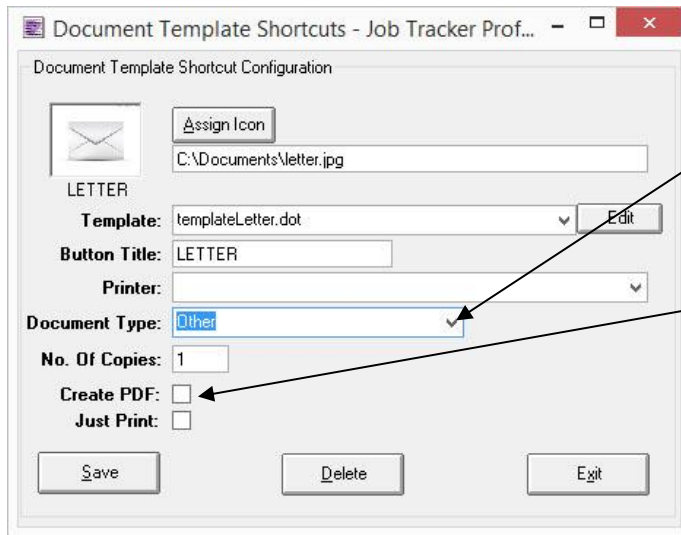 Document Template Shortcuts - Job Tracker Prof...
Document Template Shortcut Configuration
Assign Icon
C:\Documents\letter.jpg
LETTER
Template: templateLetter.dot Edit
Button Title: LETTER
Printer:
Document Type: Other
No. Of Copies: 1
Create PDF:
Just Print:
Save Delete Exit